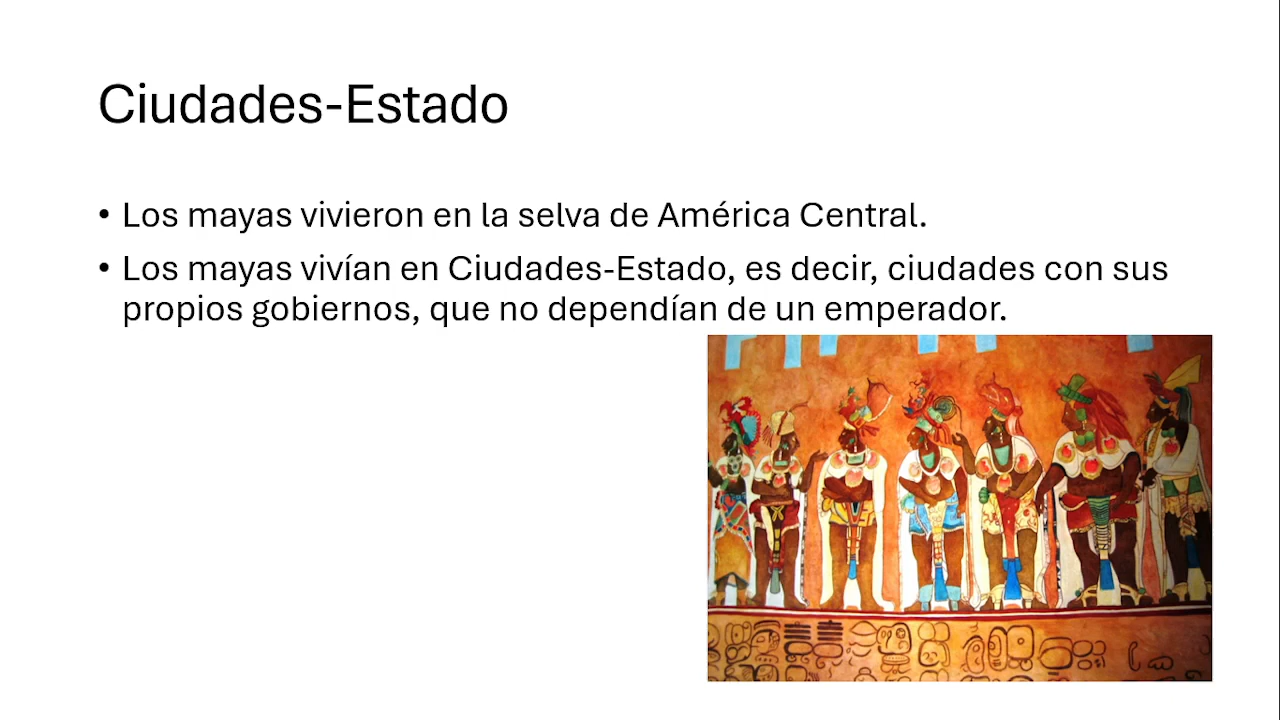 Ciudades-Estado
• Los mayas vivieron en la selva de América Central.
• Los mayas vivían en Ciudades-Estado, es decir, ciudades con sus
propios gobiernos, que no dependían de un emperador.